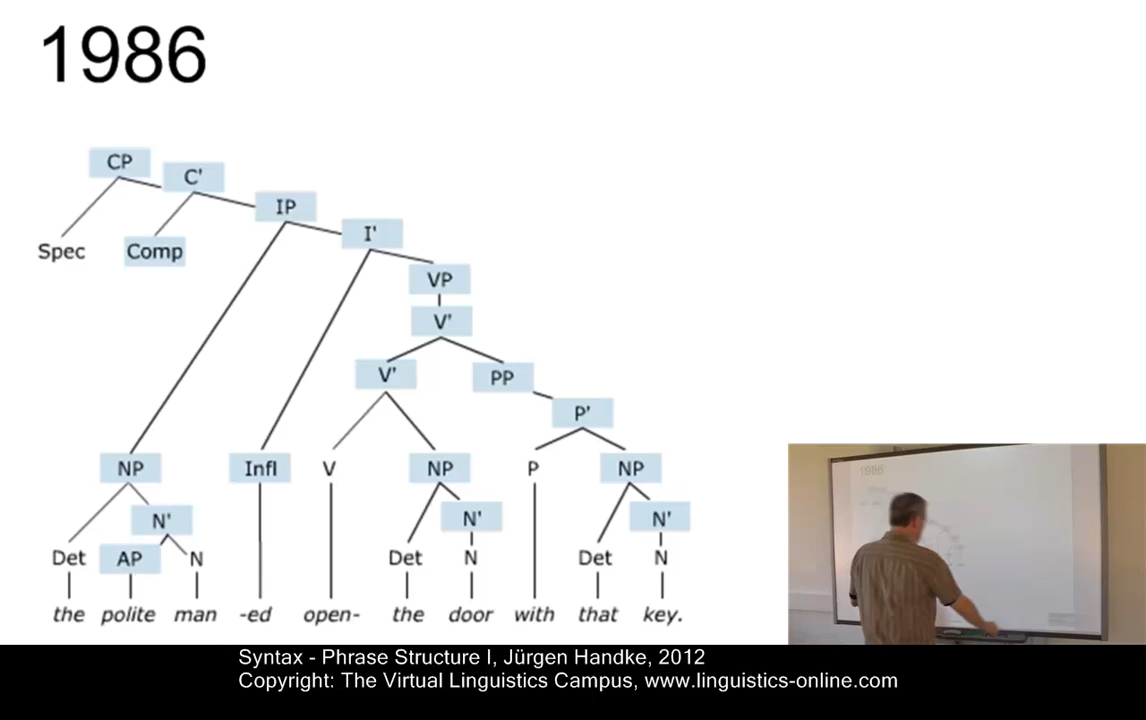 1986
CP
C'
IP
I'
Spec
Comp
VP
V'
V'
PP
P'
NP
Infl
V
NP
P
NP
N'
N'
N'
Det
AP
N
Det
N
Det
N
the polite man -ed open- the door with that key.
1986
Syntax - Phrase Structure I, Jürgen Handke, 2012
Copyright: The Virtual Linguistics Campus, www.linguistics-online.com